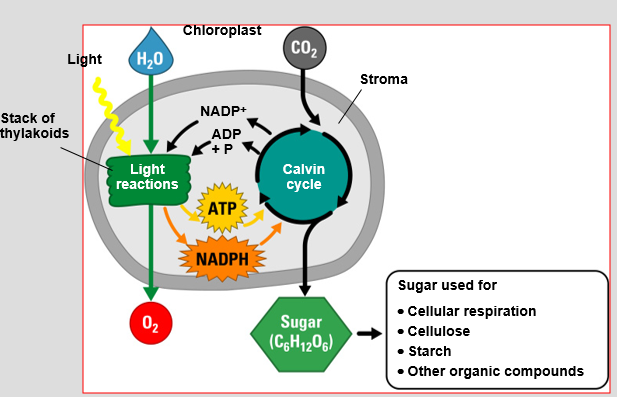 Chloroplast
Light
H₂O
CO₂
Stroma
NADP⁺
Stack of
thylakoids
ADP
+ P
Light
reactions
Calvin
cycle
ATP
NADPH
O₂
Sugar
(C₆H₁₂O₆)
Sugar used for
• Cellular respiration
• Cellulose
• Starch
• Other organic compounds